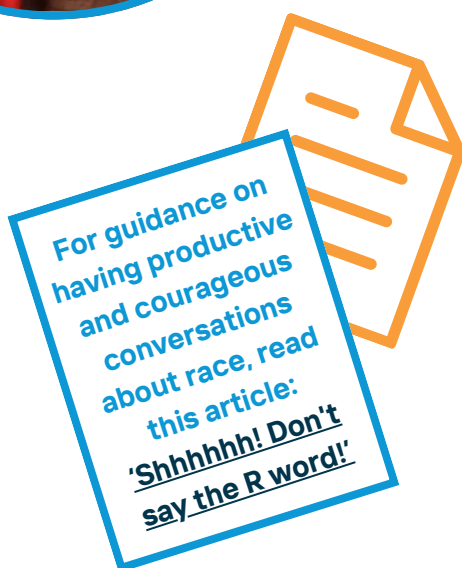 For guidance on
having productive
and courageous
conversations
about race, read
this article:
‘Shhhhhh! Don't
say the R word!’